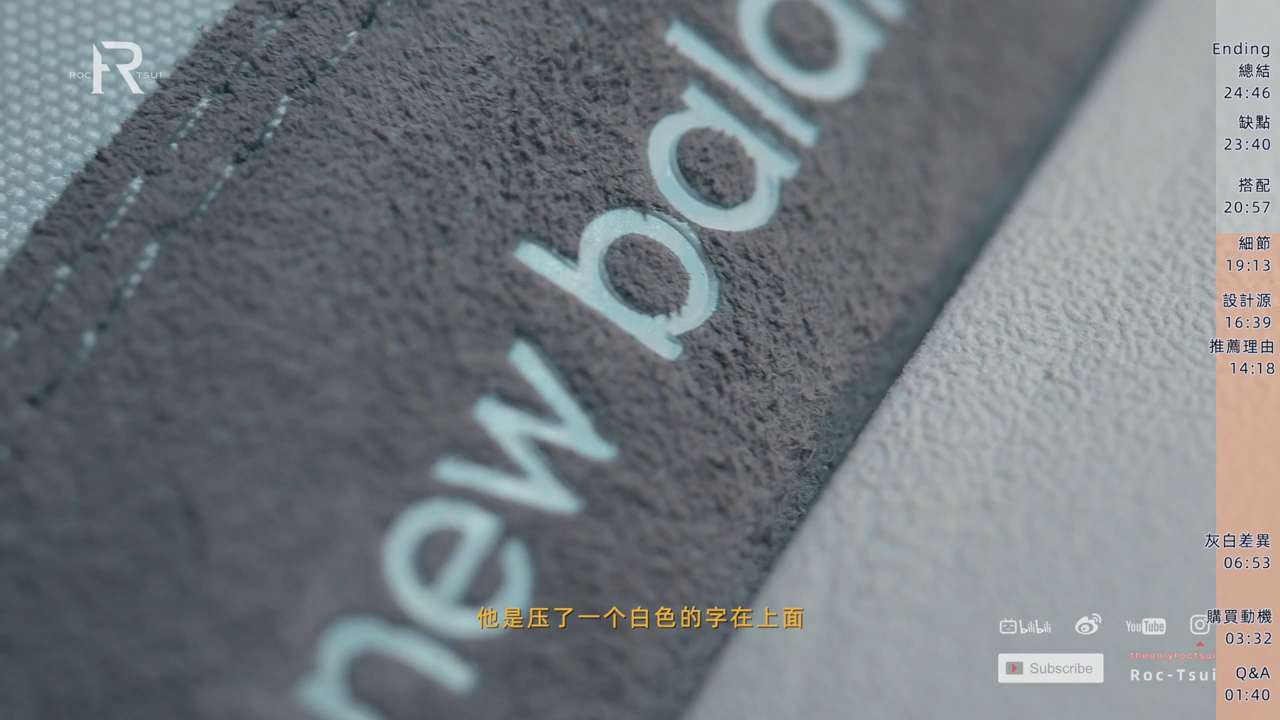 ROC R TSUI
new balan
Ending
總結
24:46
缺點
23:40
搭配
20:57
細節
19:13
設計源
16:39
推薦理由
14:18
灰白差異
06:53
購買動機
03:32
Q&A
01:40
他是压了一个白色的字在上面
bilibili
YouTube
theonlyroctsui
Subscribe
Roc-Tsui